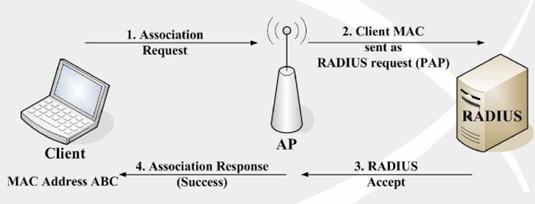 1. Association
Request
2. Client MAC
sent as
RADIUS request (PAP)
RADIUS
Client
AP
MAC Address ABC
4. Association Response
(Success)
3. RADIUS
Accept